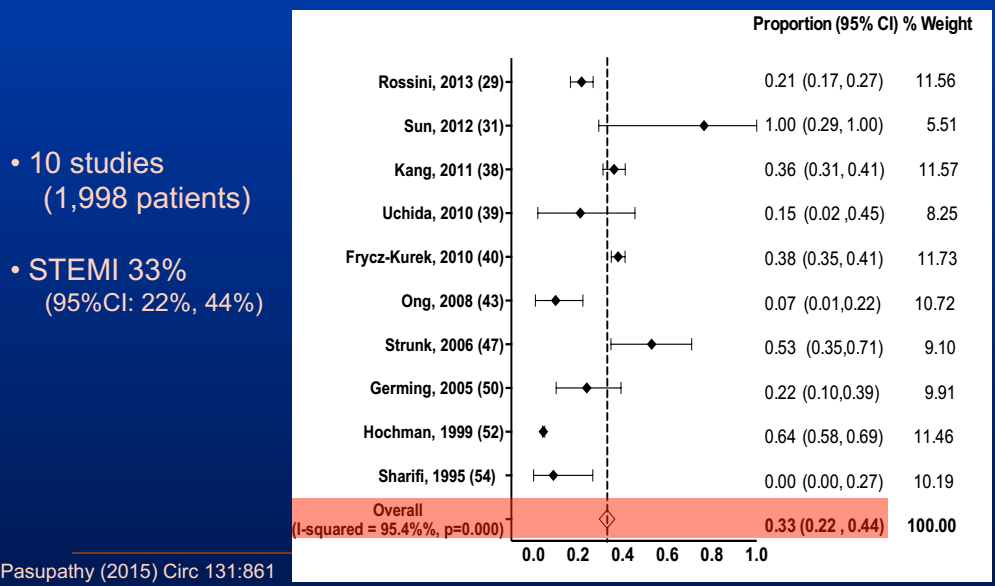 • 10 studies
(1,998 patients)
• STEMI 33%
(95%CI: 22%, 44%)
Pasupathy (2015) Circ 131:861
Proportion (95% CI) % Weight
Rossini, 2013 (29) 0.21 (0.17, 0.27) 11.56
Sun, 2012 (31) 1.00 (0.29, 1.00) 5.51
Kang, 2011 (38) 0.36 (0.31, 0.41) 11.57
Uchida, 2010 (39) 0.15 (0.02 ,0.45) 8.25
Frycz-Kurek, 2010 (40) 0.38 (0.35, 0.41) 11.73
Ong, 2008 (43) 0.07 (0.01,0.22) 10.72
Strunk, 2006 (47) 0.53 (0.35,0.71) 9.10
Germing, 2005 (50) 0.22 (0.10,0.39) 9.91
Hochman, 1999 (52) 0.64 (0.58, 0.69) 11.46
Sharifi, 1995 (54) 0.00 (0.00, 0.27) 10.19
Overall
(I-squared = 95.4%%, p=0.000) 0.33 (0.22 , 0.44) 100.00
0.0 0.2 0.4 0.6 0.8 1.0